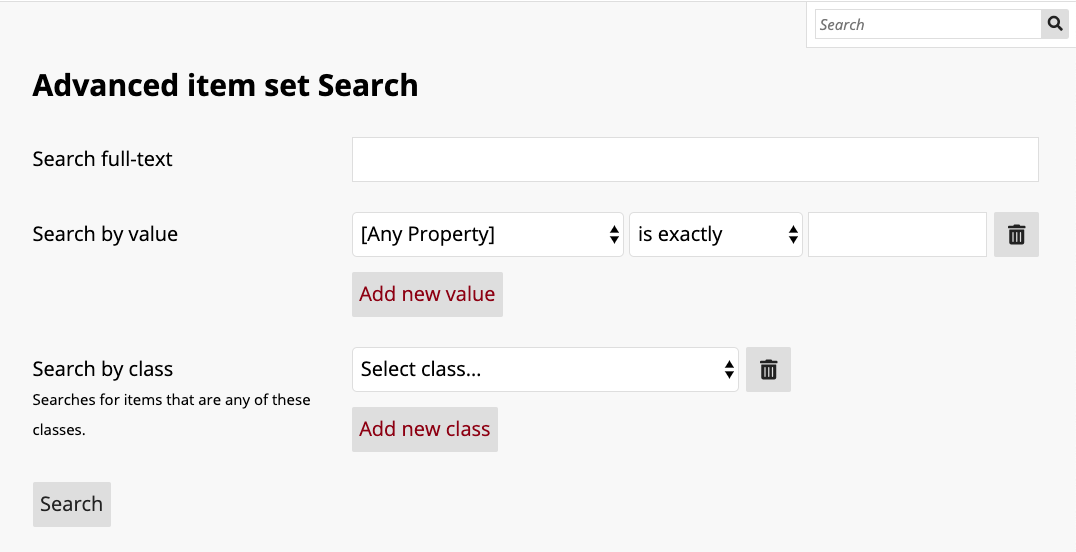 Search
Advanced item set Search
Search full-text
Search by value
[Any Property]
is exactly
Add new value
Search by class
Select class...
Searches for items that are any of these
classes.
Add new class
Search